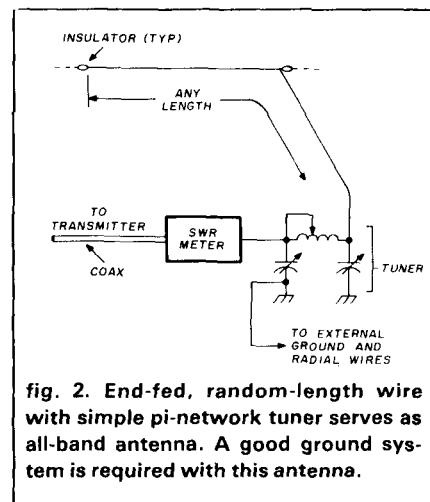 INSULATOR (TYP)
ANY
LENGTH
TO
TRANSMITTER
SWR
METER
COAX
TUNER
TO EXTERNAL
GROUND AND
RADIAL WIRES
fig. 2. End-fed, random-length wire
with simple pi-network tuner serves as
all-band antenna. A good ground sys-
tem is required with this antenna.